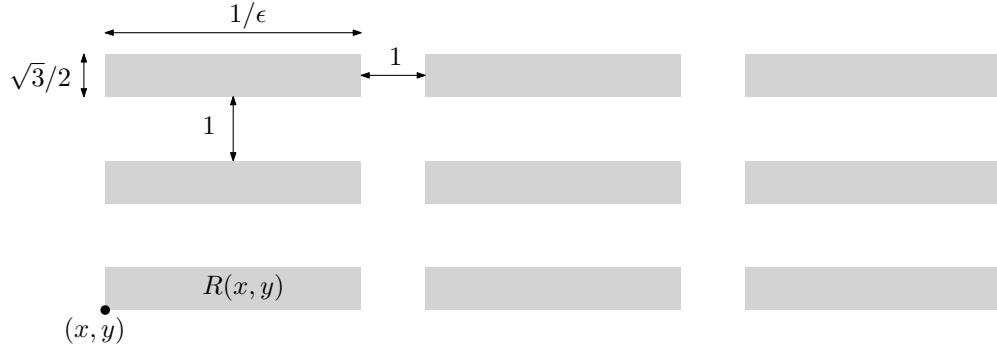 1/ϵ
√3/2
1
1
R(x, y)
(x, y)